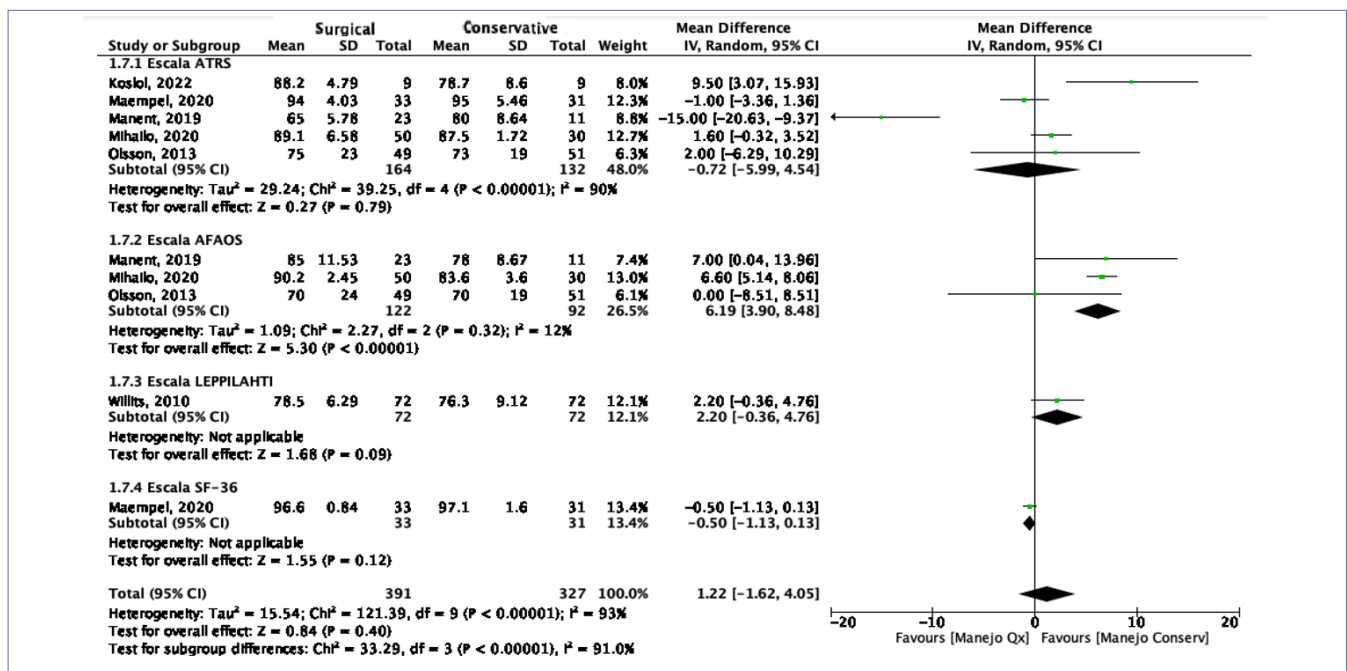 Surgical Conservative Mean Difference Mean Difference
Study or Subgroup Mean SD Total Mean SD Total Weight IV, Random, 95% CI IV, Random, 95% CI
1.7.1 Escala ATRS
Kosiol, 2022 88.2 4.79 9 78.7 8.6 9 8.0% 9.50 [3.07, 15.93]
Maempel, 2020 94 4.03 33 95 5.46 31 12.3% −1.00 [−3.36, 1.36]
Manent, 2019 65 5.78 23 80 8.64 11 8.8% −15.00 [−20.63, −9.37]
Mihailo, 2020 89.1 6.58 50 87.5 1.72 30 12.7% 1.60 [−0.32, 3.52]
Olsson, 2013 75 23 49 73 19 51 6.3% 2.00 [−6.29, 10.29]
Subtotal (95% CI) 164 132 48.0% −0.72 [−5.99, 4.54]
Heterogeneity: Tau² = 29.24; Chi² = 39.25, df = 4 (P < 0.00001); I² = 90%
Test for overall effect: Z = 0.27 (P = 0.79)
1.7.2 Escala AFAOS
Manent, 2019 85 11.53 23 78 8.67 11 7.4% 7.00 [0.04, 13.96]
Mihailo, 2020 90.2 2.45 50 83.6 3.6 30 13.0% 6.60 [5.14, 8.06]
Olsson, 2013 70 24 49 70 19 51 6.1% 0.00 [−8.51, 8.51]
Subtotal (95% CI) 122 92 26.5% 6.19 [3.90, 8.48]
Heterogeneity: Tau² = 1.09; Chi² = 2.27, df = 2 (P = 0.32); I² = 12%
Test for overall effect: Z = 5.30 (P < 0.00001)
1.7.3 Escala LEPPILAHTI
Willits, 2010 78.5 6.29 72 76.3 9.12 72 12.1% 2.20 [−0.36, 4.76]
Subtotal (95% CI) 72 72 12.1% 2.20 [−0.36, 4.76]
Heterogeneity: Not applicable
Test for overall effect: Z = 1.68 (P = 0.09)
1.7.4 Escala SF−36
Maempel, 2020 96.6 0.84 33 97.1 1.6 31 13.4% −0.50 [−1.13, 0.13]
Subtotal (95% CI) 33 31 13.4% −0.50 [−1.13, 0.13]
Heterogeneity: Not applicable
Test for overall effect: Z = 1.55 (P = 0.12)
Total (95% CI) 391 327 100.0% 1.22 [−1.62, 4.05]
Heterogeneity: Tau² = 15.54; Chi² = 121.39, df = 9 (P < 0.00001); I² = 93%
Test for overall effect: Z = 0.84 (P = 0.40)
Test for subgroup differences: Chi² = 33.29, df = 3 (P < 0.00001), I² = 91.0%
−20 −10 0 10 20
Favours [Manejo Qx] Favours [Manejo Conserv]